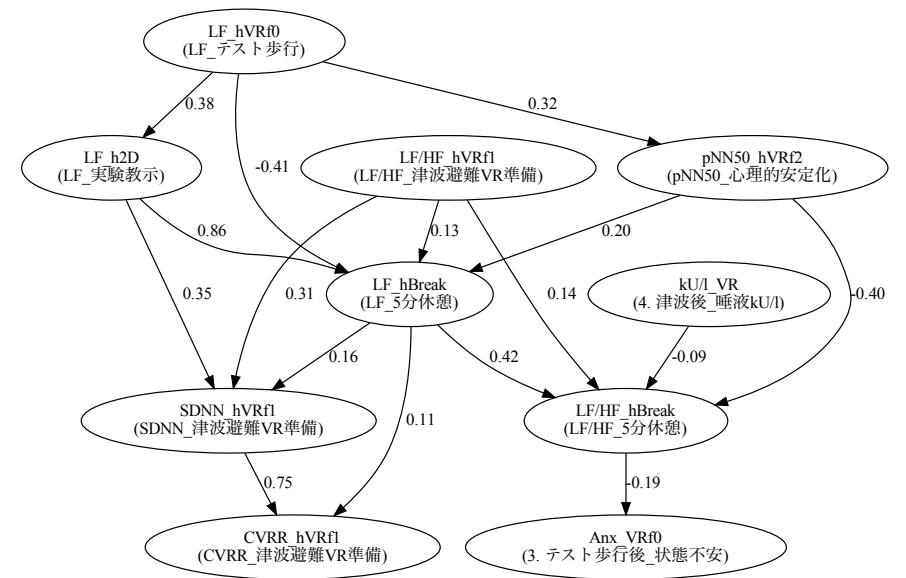 LF_hVRf0
(LF_テスト歩行)
0.38
0.32
LF_h2D
(LF_実験教示)
-0.41
LF/HF_hVRf1
(LF/HF_津波避難VR準備)
pNN50_hVRf2
(pNN50_心理的安定化)
0.86
0.13
0.20
LF_hBreak
(LF_5分休憩)
kU/l_VR
(4. 津波後_唾液kU/l)
0.35
0.31
0.14
-0.40
0.16
0.42
-0.09
SDNN_hVRf1
(SDNN_津波避難VR準備)
0.11
LF/HF_hBreak
(LF/HF_5分休憩)
0.75
-0.19
CVRR_hVRf1
(CVRR_津波避難VR準備)
Anx_VRf0
(3. テスト歩行後_状態不安)